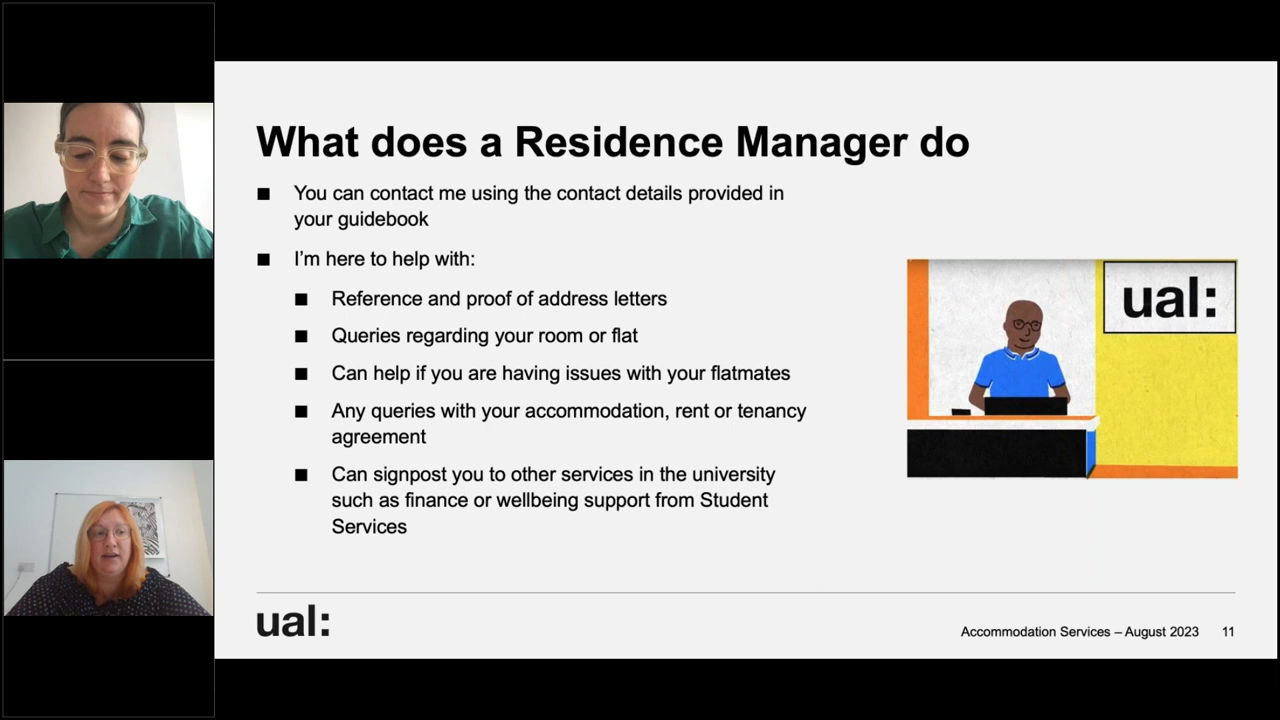 What does a Residence Manager do
■ You can contact me using the contact details provided in
your guidebook
■ I'm here to help with:
■ Reference and proof of address letters
■ Queries regarding your room or flat
■ Can help if you are having issues with your flatmates
■ Any queries with your accommodation, rent or tenancy
agreement
■ Can signpost you to other services in the university
such as finance or wellbeing support from Student
Services
ual:
ual:
Accommodation Services – August 2023 11